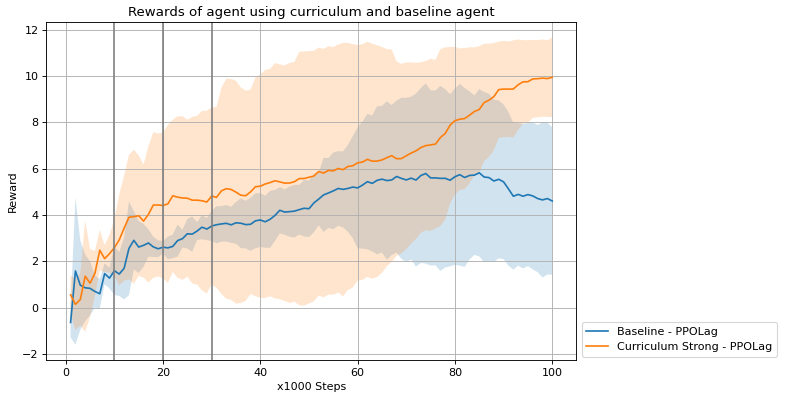 Rewards of agent using curriculum and baseline agent
12
10
8
6
4
2
0
−2
Reward
0 20 40 60 80 100
x1000 Steps
Baseline - PPOLag
Curriculum Strong - PPOLag